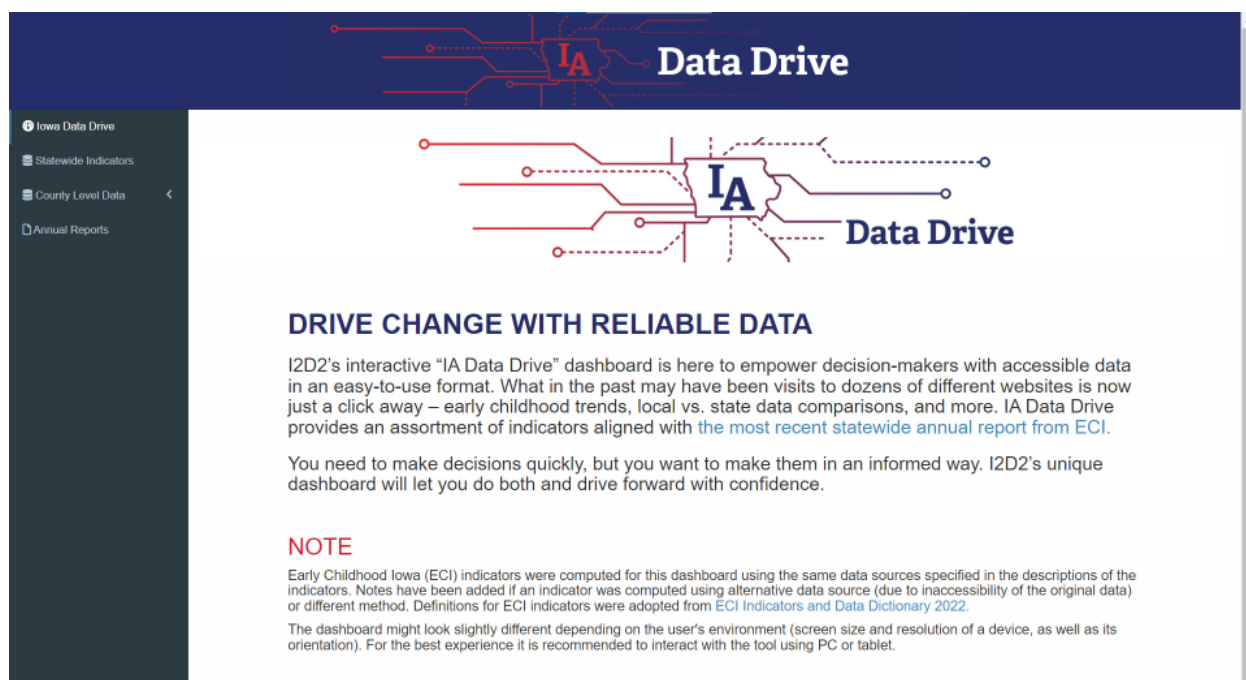 IA
Data Drive
Iowa Data Drive
Statewide Indicators
County Level Data
Annual Reports
IA
Data Drive
DRIVE CHANGE WITH RELIABLE DATA
I2D2's interactive “IA Data Drive” dashboard is here to empower decision-makers with accessible data
in an easy-to-use format. What in the past may have been visits to dozens of different websites is now
just a click away – early childhood trends, local vs. state data comparisons, and more. IA Data Drive
provides an assortment of indicators aligned with the most recent statewide annual report from ECI.
You need to make decisions quickly, but you want to make them in an informed way. I2D2's unique
dashboard will let you do both and drive forward with confidence.
NOTE
Early Childhood Iowa (ECI) indicators were computed for this dashboard using the same data sources specified in the descriptions of the
indicators. Notes have been added if an indicator was computed using alternative data source (due to inaccessibility of the original data)
or different method. Definitions for ECI indicators were adopted from ECI Indicators and Data Dictionary 2022.
The dashboard might look slightly different depending on the user's environment (screen size and resolution of a device, as well as its
orientation). For the best experience it is recommended to interact with the tool using PC or tablet.